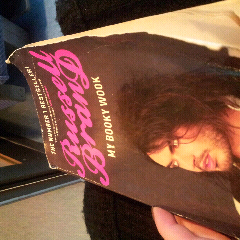 THE NUMBER 1 BESTSELLER
Russell
Brand
MY BOOKY WOOK